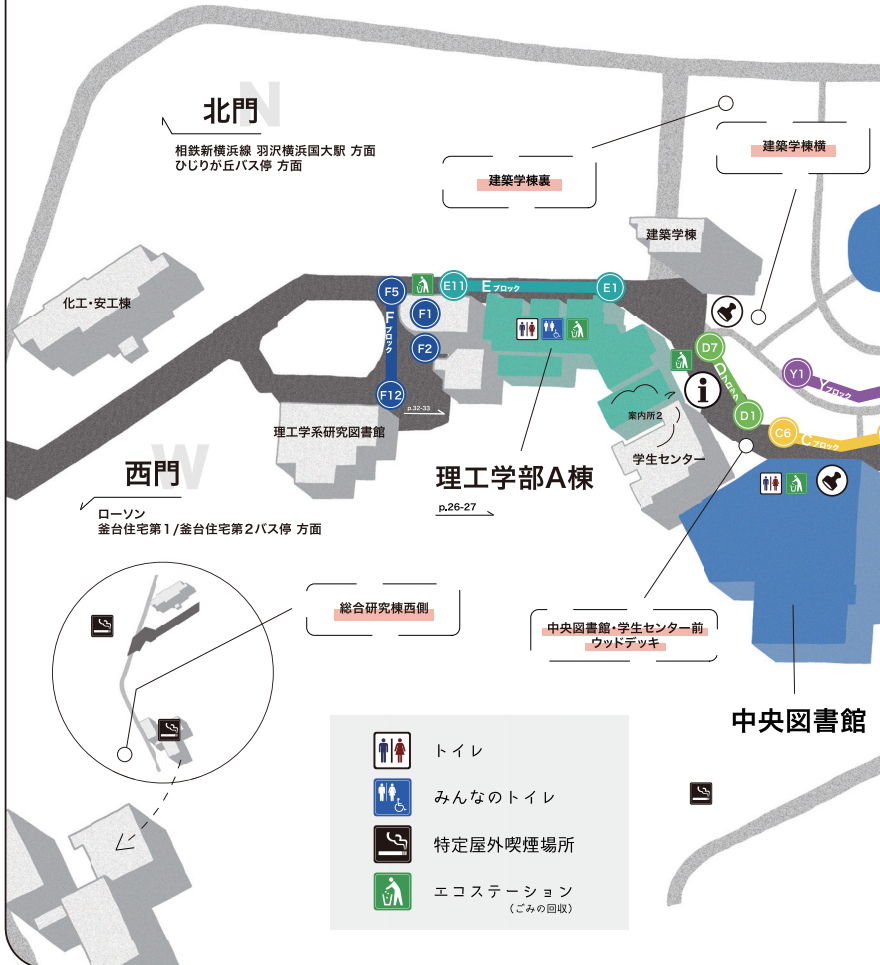 N
北門
相鉄新横浜線 羽沢横浜国大駅 方面
ひじりが丘バス停 方面
建築学棟裏
建築学棟横
建築学棟
化工・安工棟
F5
E11
Eブロック
E1
F1
Fブロック
F2
F12
p.32-33
D7
Dブロック
D1
i
Y1
Yブロック
C6
Cブロック
案内所2
理工学系研究図書館
学生センター
W
西門
理工学部A棟
p.26-27
ローソン
釜台住宅第1/釜台住宅第2バス停 方面
総合研究棟西側
中央図書館・学生センター前
ウッドデッキ
中央図書館
トイレ
みんなのトイレ
特定屋外喫煙場所
エコステーション
(ごみの回収)